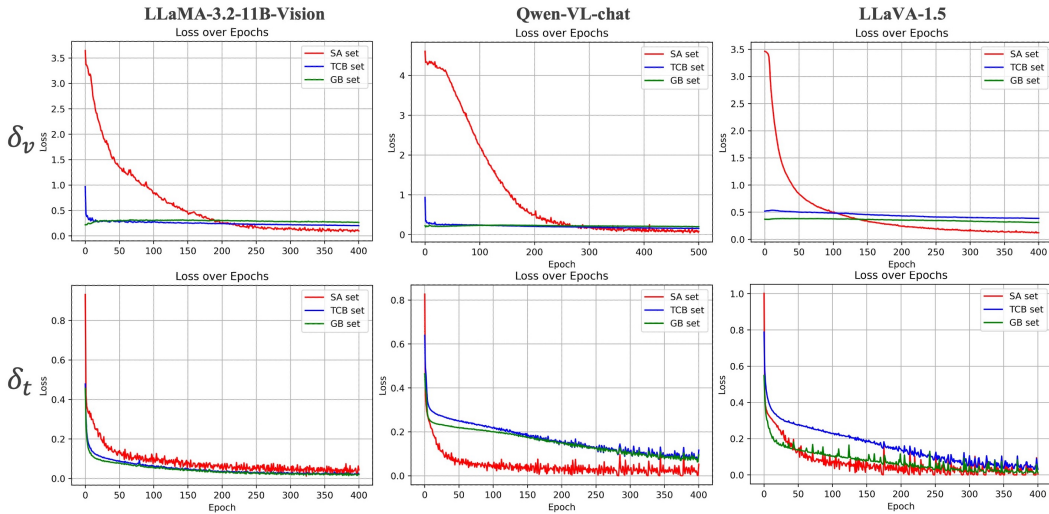 LLaMA-3.2-11B-Vision
Qwen-VL-chat
LLaVA-1.5
δv
Loss over Epochs
SA set
TCB set
GB set
Loss
3.5
3.0
2.5
2.0
1.5
1.0
0.5
0.0
0 50 100 150 200 250 300 350 400
Epoch
Loss over Epochs
SA set
TCB set
GB set
Loss
4
3
2
1
0
0 100 200 300 400 500
Epoch
Loss over Epochs
SA set
TCB set
GB set
Loss
3.5
3.0
2.5
2.0
1.5
1.0
0.5
0.0
0 50 100 150 200 250 300 350 400
Epoch
δt
Loss over Epochs
SA set
TCB set
GB set
Loss
0.8
0.6
0.4
0.2
0.0
0 50 100 150 200 250 300 350 400
Epoch
Loss over Epochs
SA set
TCB set
GB set
Loss
0.8
0.6
0.4
0.2
0.0
0 50 100 150 200 250 300 350 400
Epoch
Loss over Epochs
SA set
TCB set
GB set
Loss
1.0
0.8
0.6
0.4
0.2
0.0
0 50 100 150 200 250 300 350 400
Epoch